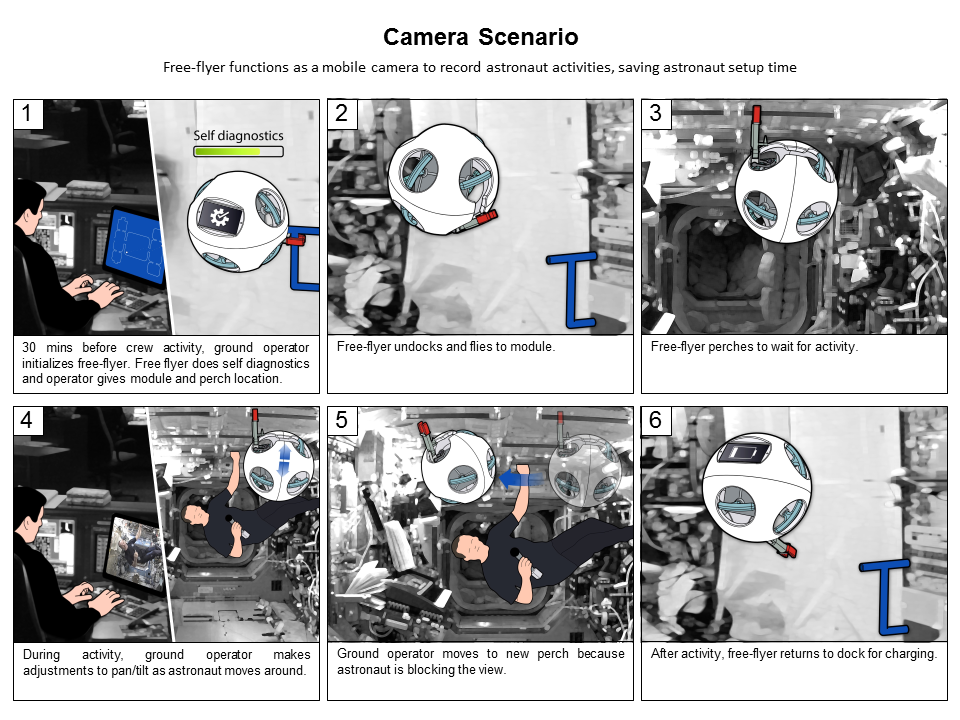 Camera Scenario
Free-flyer functions as a mobile camera to record astronaut activities, saving astronaut setup time
1
Self diagnostics
30 mins before crew activity, ground operator
initializes free-flyer. Free flyer does self diagnostics
and operator gives module and perch location.
2
Free-flyer undocks and flies to module.
3
Free-flyer perches to wait for activity.
4
During activity, ground operator makes
adjustments to pan/tilt as astronaut moves around.
5
Ground operator moves to new perch because
astronaut is blocking the view.
6
After activity, free-flyer returns to dock for charging.